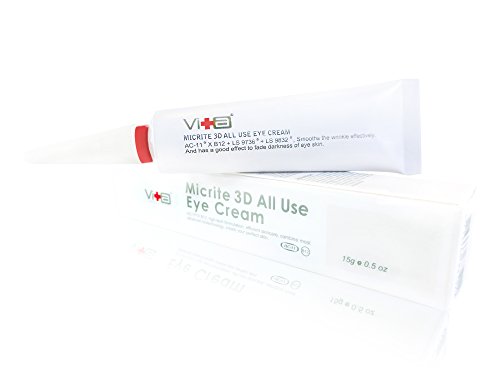 Vi+a®
MICRITE 3D ALL USE EYE CREAM
AC-11® X B12 + LS 9736® + LS 9832®, Smooths the wrinkle effectively.
And has a good effect to fade darkness of eye skin.
Vi+a®
Micrite 3D All Use
Eye Cream
15g e 0.5 oz